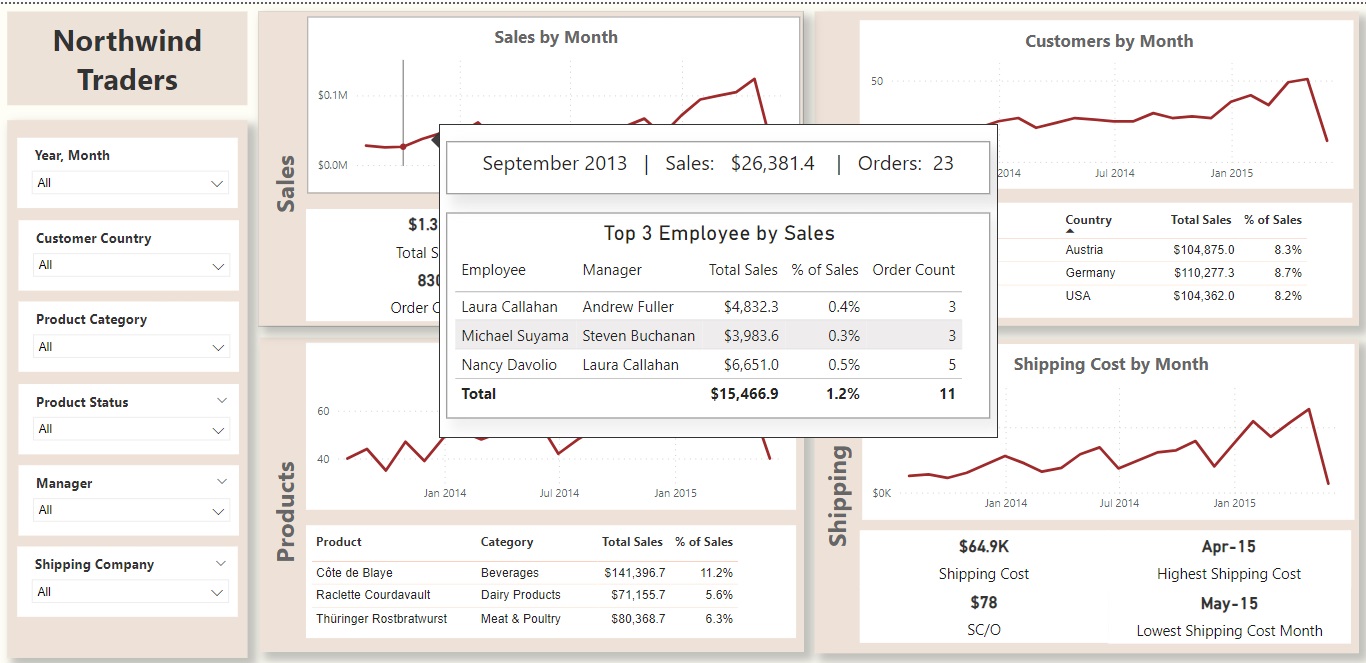 Northwind
Traders
Year, Month
All
Customer Country
All
Product Category
All
Product Status
All
Manager
All
Shipping Company
All
Sales
Sales by Month
$0.1M
$0.0M
$1.3
Total S
830
Order C
September 2013 | Sales: $26,381.4 | Orders: 23
Top 3 Employee by Sales
Employee Manager Total Sales % of Sales Order Count
Laura Callahan Andrew Fuller $4,832.3 0.4% 3
Michael Suyama Steven Buchanan $3,983.6 0.3% 3
Nancy Davolio Laura Callahan $6,651.0 0.5% 5
Total $15,466.9 1.2% 11
Customers by Month
50
2014 Jul 2014 Jan 2015
Country Total Sales % of Sales
Austria $104,875.0 8.3%
Germany $110,277.3 8.7%
USA $104,362.0 8.2%
Products
60
40
Jan 2014 Jul 2014 Jan 2015
Product Category Total Sales % of Sales
Côte de Blaye Beverages $141,396.7 11.2%
Raclette Courdavault Dairy Products $71,155.7 5.6%
Thüringer Rostbratwurst Meat & Poultry $80,368.7 6.3%
Shipping
Shipping Cost by Month
$0K
Jan 2014 Jul 2014 Jan 2015
$64.9K
Shipping Cost
$78
SC/O
Apr-15
Highest Shipping Cost
May-15
Lowest Shipping Cost Month